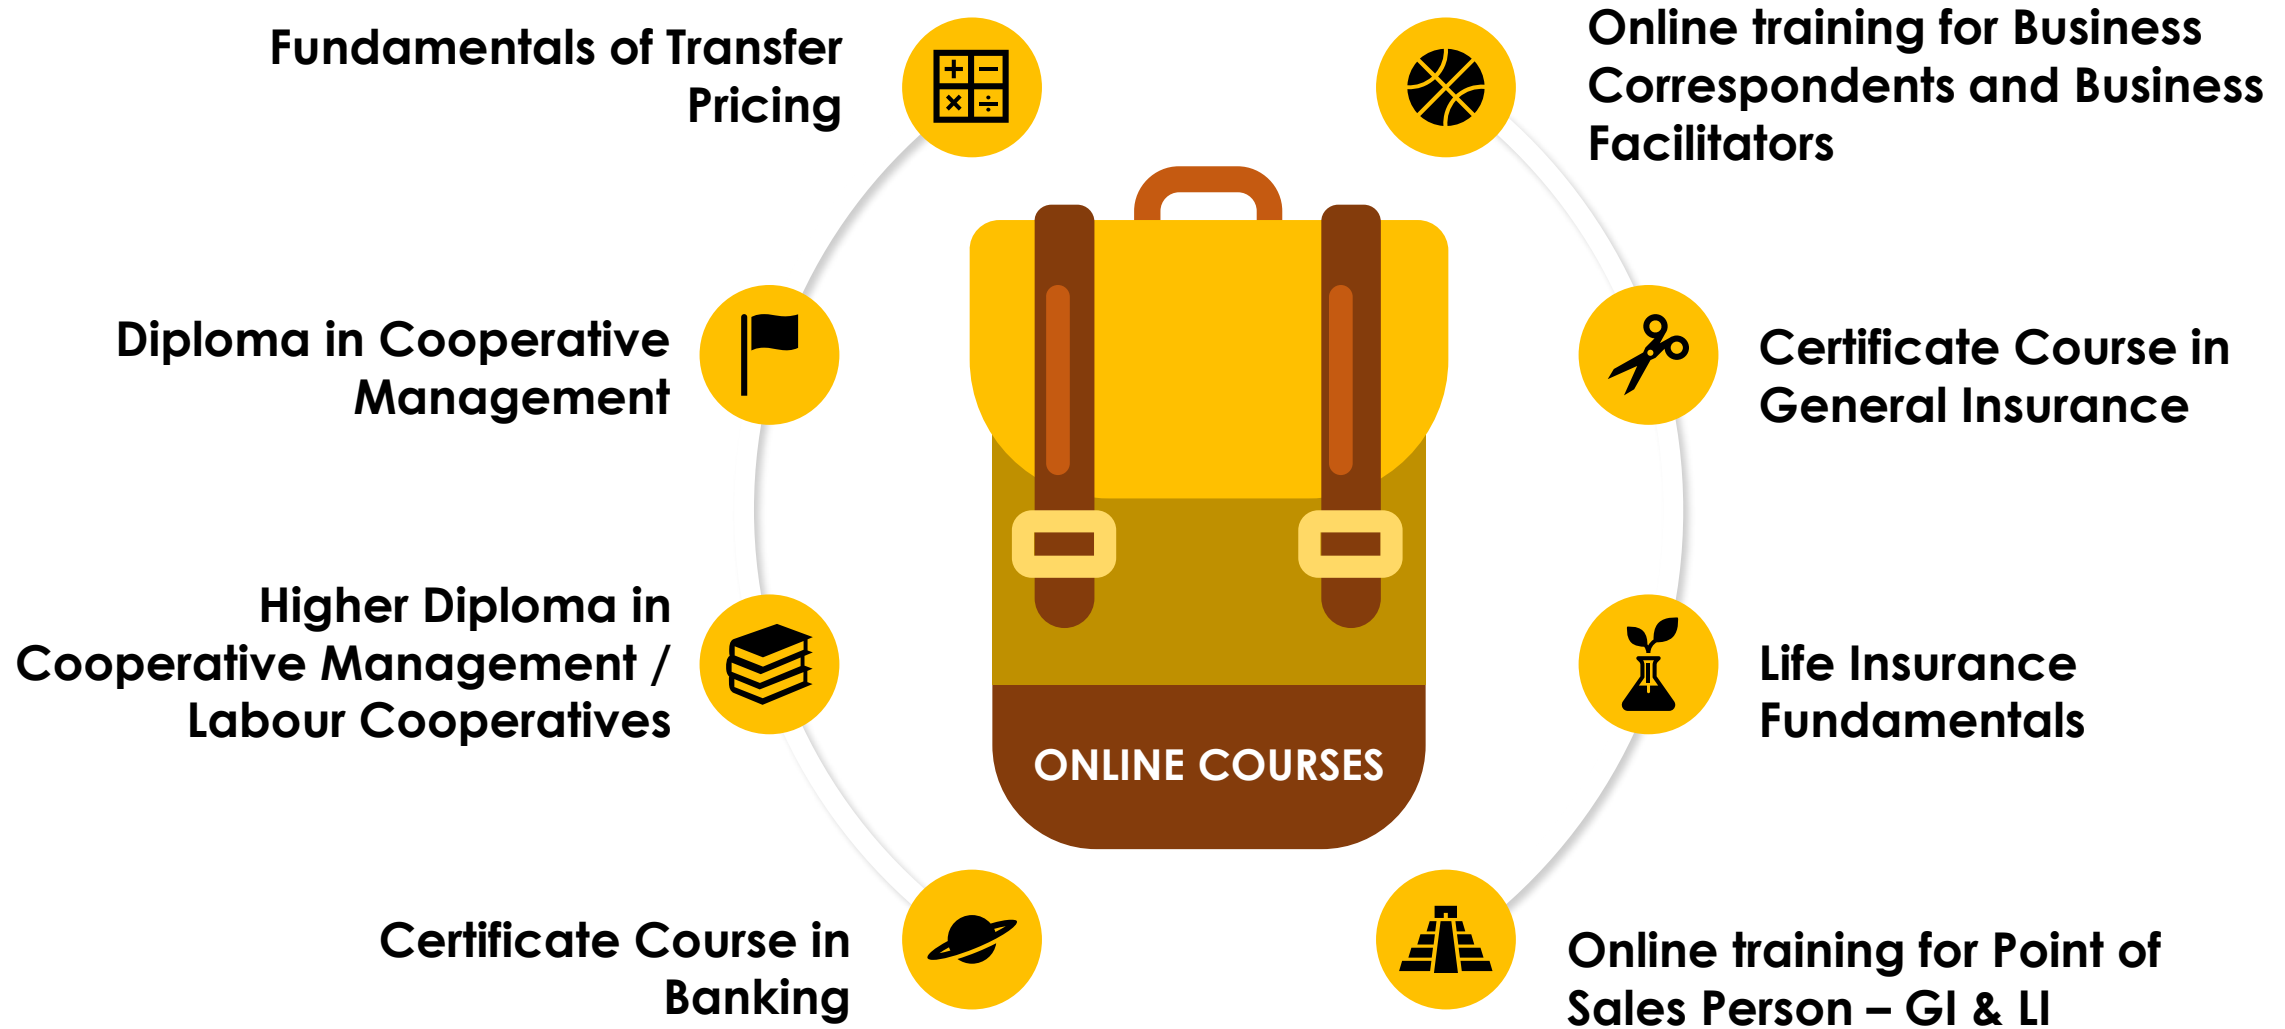 Fundamentals of Transfer
Pricing
Diploma in Cooperative
Management
Higher Diploma in
Cooperative Management /
Labour Cooperatives
Certificate Course in
Banking
ONLINE COURSES
Online training for Business
Correspondents and Business
Facilitators
Certificate Course in
General Insurance
Life Insurance
Fundamentals
Online training for Point of
Sales Person – GI & LI